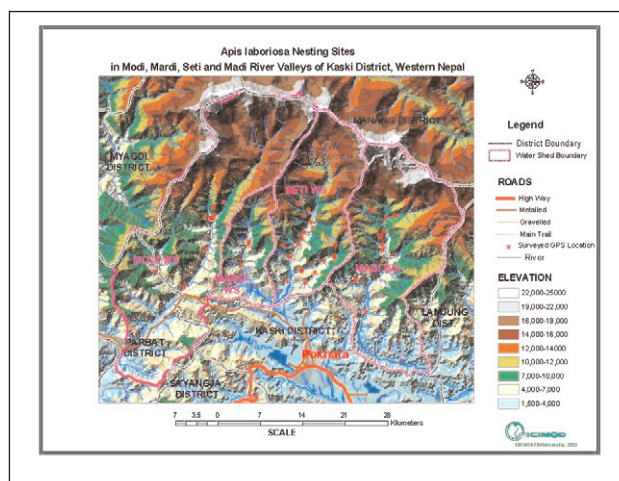 Apis laboriosa Nesting Sites
in Modi, Mardi, Seti and Madi River Valleys of Kaski District, Western Nepal
MANANG DISTRICT
MYAGDI
DISTRICT
SETI WS
WS
LAMJUNG
DIST.
KASKI DISTRICT
PARBAT
DISTRICT
Pokhara
SAYANGJA
DISTRICT
7 3.5 0 7 14 21 28
Kilometers
SCALE
Legend
District Boundary
Water Shed Boundary
ROADS
High Way
Metalled
Gravelled
Main Trail
Surveyed GPS Location
River
ELEVATION
22,000-25000
19,000-22,000
16,000-19,000
14,000-16,000
12,000-14000
10,000-12,000
7,000-10,000
4,000-7,000
1,500-4,000
ICIMOD